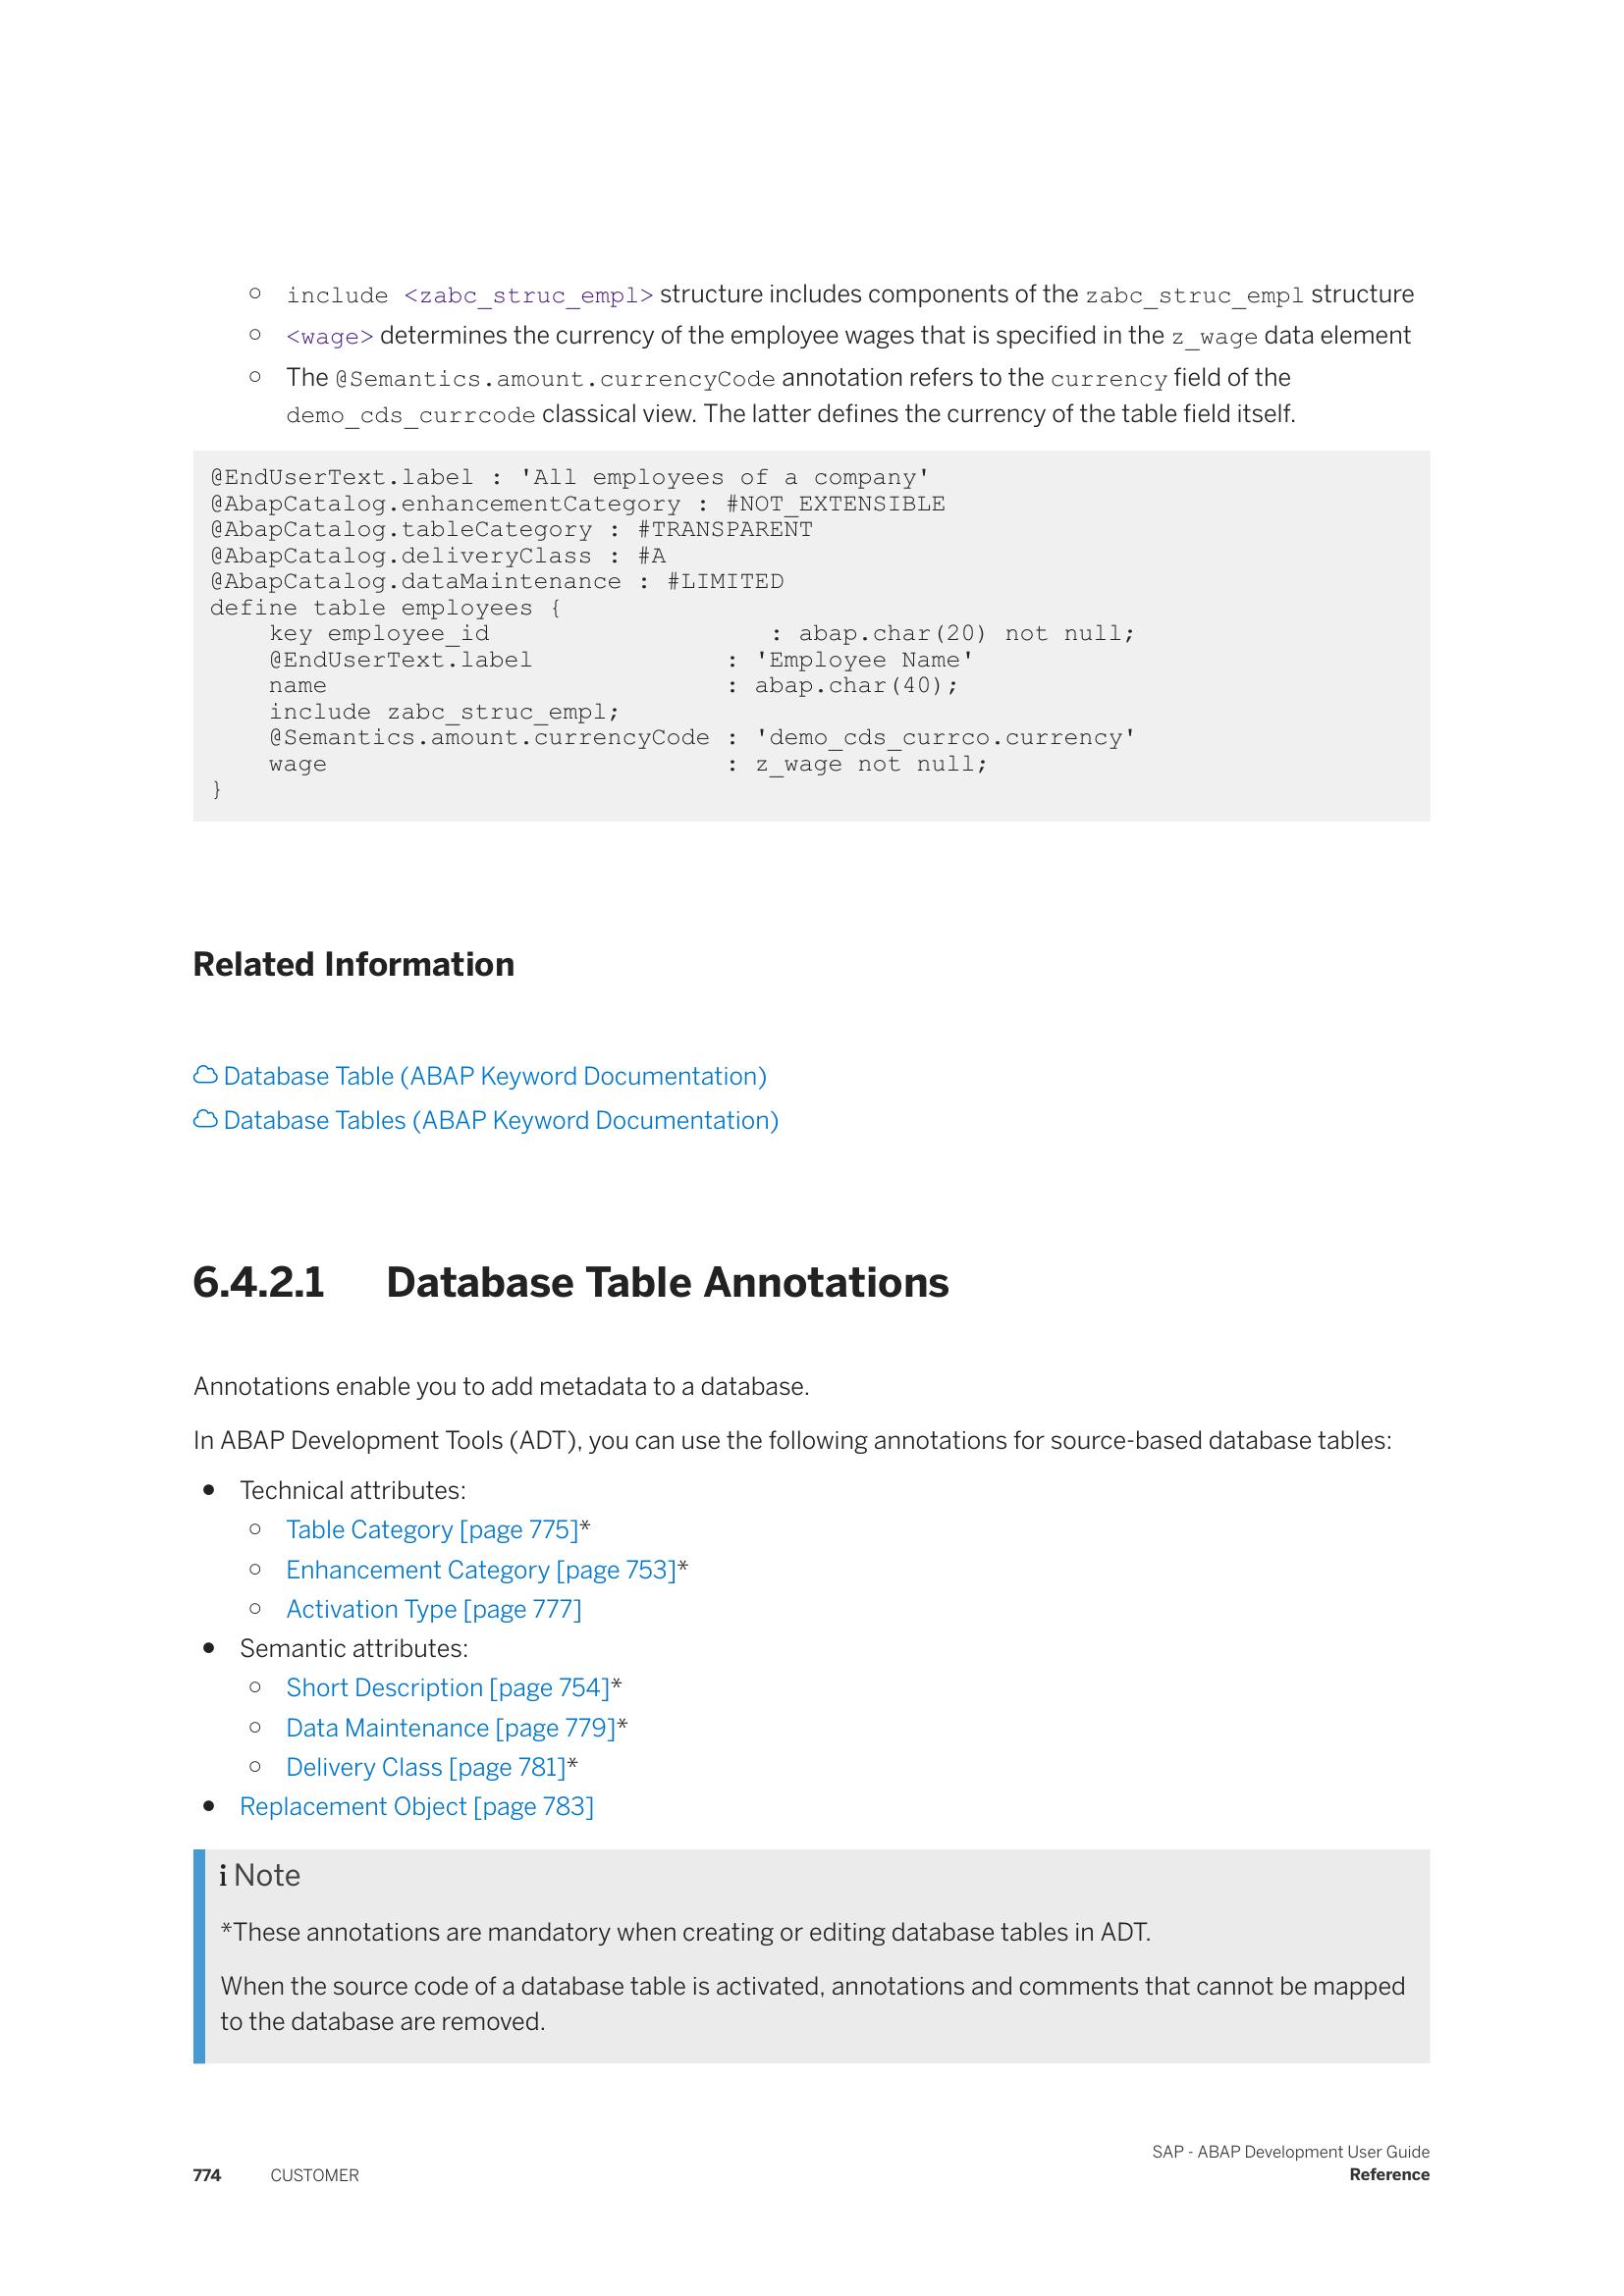 ○ include <zabc_struc_empl> structure includes components of the zabc_struc_empl structure
○ <wage> determines the currency of the employee wages that is specified in the z_wage data element
○ The @Semantics.amount.currencyCode annotation refers to the currency field of the
demo_cds_currcode classical view. The latter defines the currency of the table field itself.
@EndUserText.label : 'All employees of a company'
@AbapCatalog.enhancementCategory : #NOT_EXTENSIBLE
@AbapCatalog.tableCategory : #TRANSPARENT
@AbapCatalog.deliveryClass : #A
@AbapCatalog.dataMaintenance : #LIMITED
define table employees {
    key employee_id                   : abap.char(20) not null;
    @EndUserText.label             : 'Employee Name'
    name                           : abap.char(40);
    include zabc_struc_empl;
    @Semantics.amount.currencyCode : 'demo_cds_currco.currency'
    wage                           : z_wage not null;
}
Related Information
Database Table (ABAP Keyword Documentation)
Database Tables (ABAP Keyword Documentation)
6.4.2.1 Database Table Annotations
Annotations enable you to add metadata to a database.
In ABAP Development Tools (ADT), you can use the following annotations for source-based database tables:
● Technical attributes:
○ Table Category [page 775]*
○ Enhancement Category [page 753]*
○ Activation Type [page 777]
● Semantic attributes:
○ Short Description [page 754]*
○ Data Maintenance [page 779]*
○ Delivery Class [page 781]*
● Replacement Object [page 783]
i Note
*These annotations are mandatory when creating or editing database tables in ADT.
When the source code of a database table is activated, annotations and comments that cannot be mapped
to the database are removed.
SAP - ABAP Development User Guide
774 CUSTOMER Reference